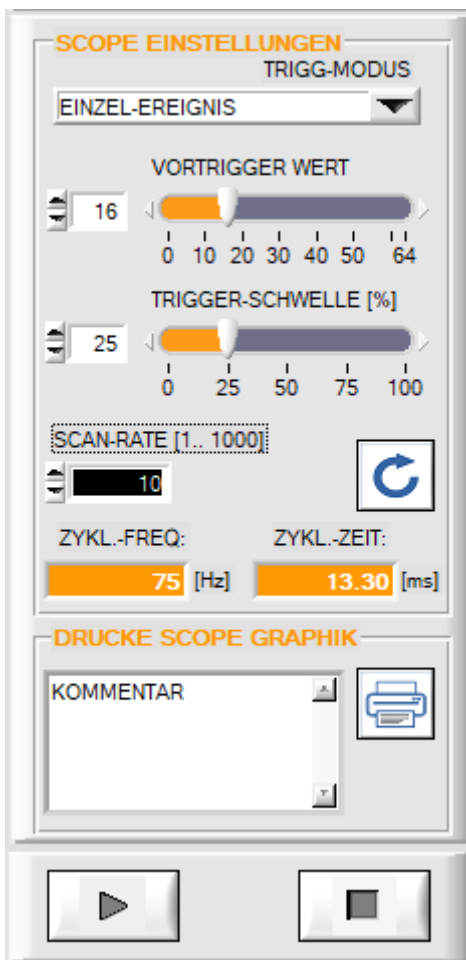 SCOPE EINSTELLUNGEN
TRIGG-MODUS
EINZEL-EREIGNIS
VORTRIGGER WERT
16
0 10 20 30 40 50 64
TRIGGER-SCHWELLE [%]
25
0 25 50 75 100
SCAN-RATE [1.. 1000]
10
ZYKL.-FREQ: ZYKL.-ZEIT:
75 [Hz] 13.30 [ms]
DRUCKE SCOPE GRAPHIK
KOMMENTAR